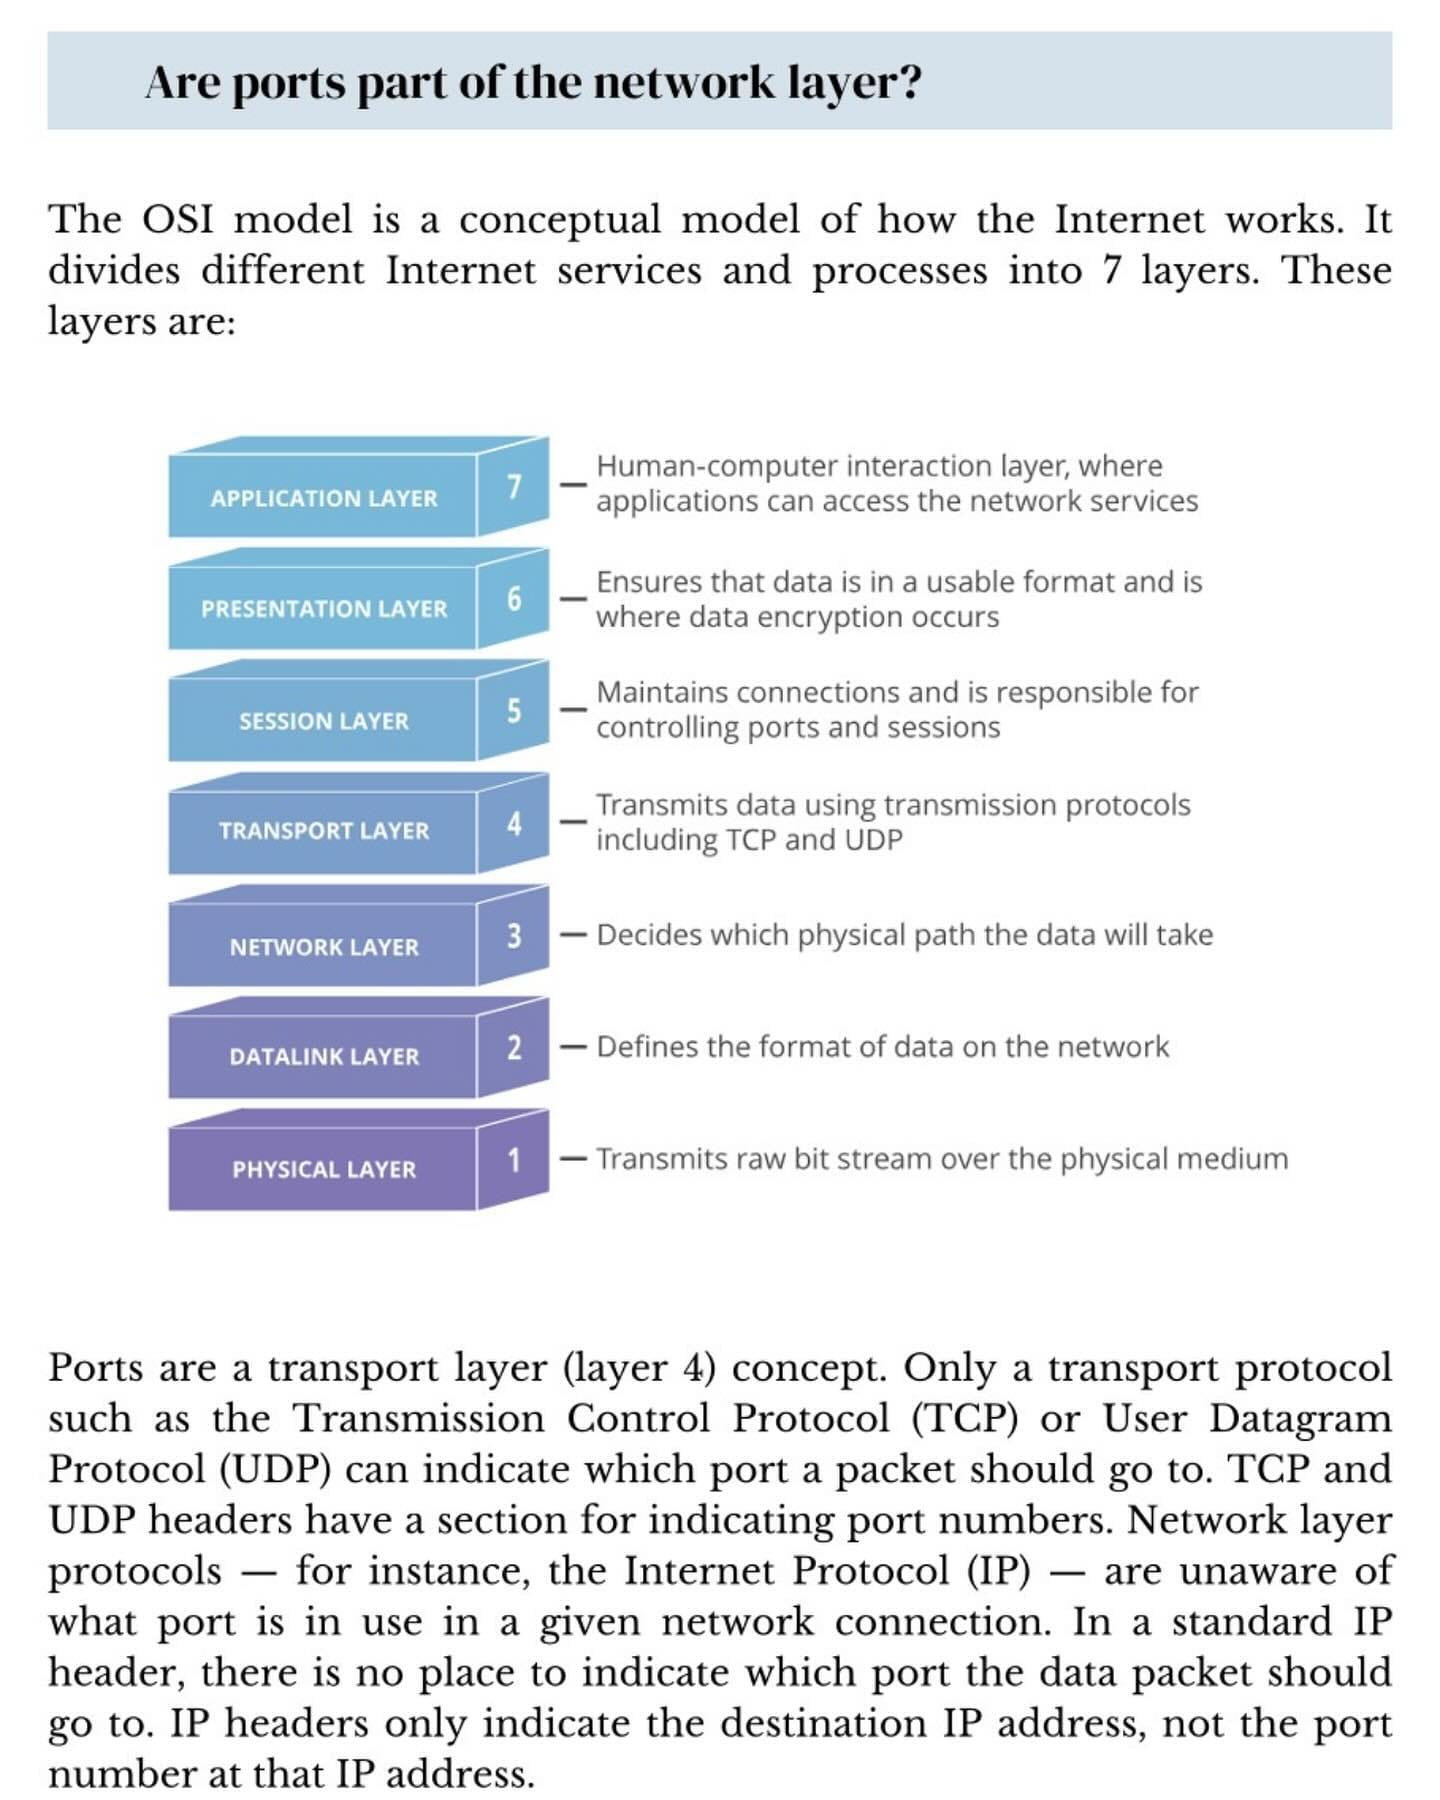 Are ports part of the network layer?
The OSI model is a conceptual model of how the Internet works. It
divides different Internet services and processes into 7 layers. These
layers are:
APPLICATION LAYER 7 — Human-computer interaction layer, where
applications can access the network services
PRESENTATION LAYER 6 — Ensures that data is in a usable format and is
where data encryption occurs
SESSION LAYER 5 — Maintains connections and is responsible for
controlling ports and sessions
TRANSPORT LAYER 4 — Transmits data using transmission protocols
including TCP and UDP
NETWORK LAYER 3 — Decides which physical path the data will take
DATALINK LAYER 2 — Defines the format of data on the network
PHYSICAL LAYER 1 — Transmits raw bit stream over the physical medium
Ports are a transport layer (layer 4) concept. Only a transport protocol
such as the Transmission Control Protocol (TCP) or User Datagram
Protocol (UDP) can indicate which port a packet should go to. TCP and
UDP headers have a section for indicating port numbers. Network layer
protocols — for instance, the Internet Protocol (IP) — are unaware of
what port is in use in a given network connection. In a standard IP
header, there is no place to indicate which port the data packet should
go to. IP headers only indicate the destination IP address, not the port
number at that IP address.